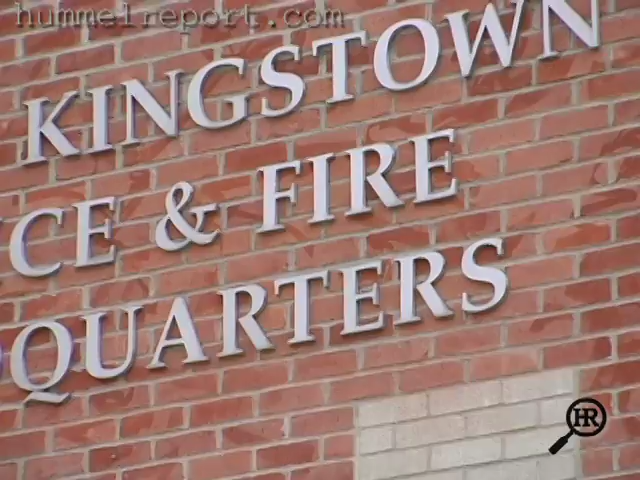 hummelreport.com
KINGSTOWN
CE & FIRE
QUARTERS
HR